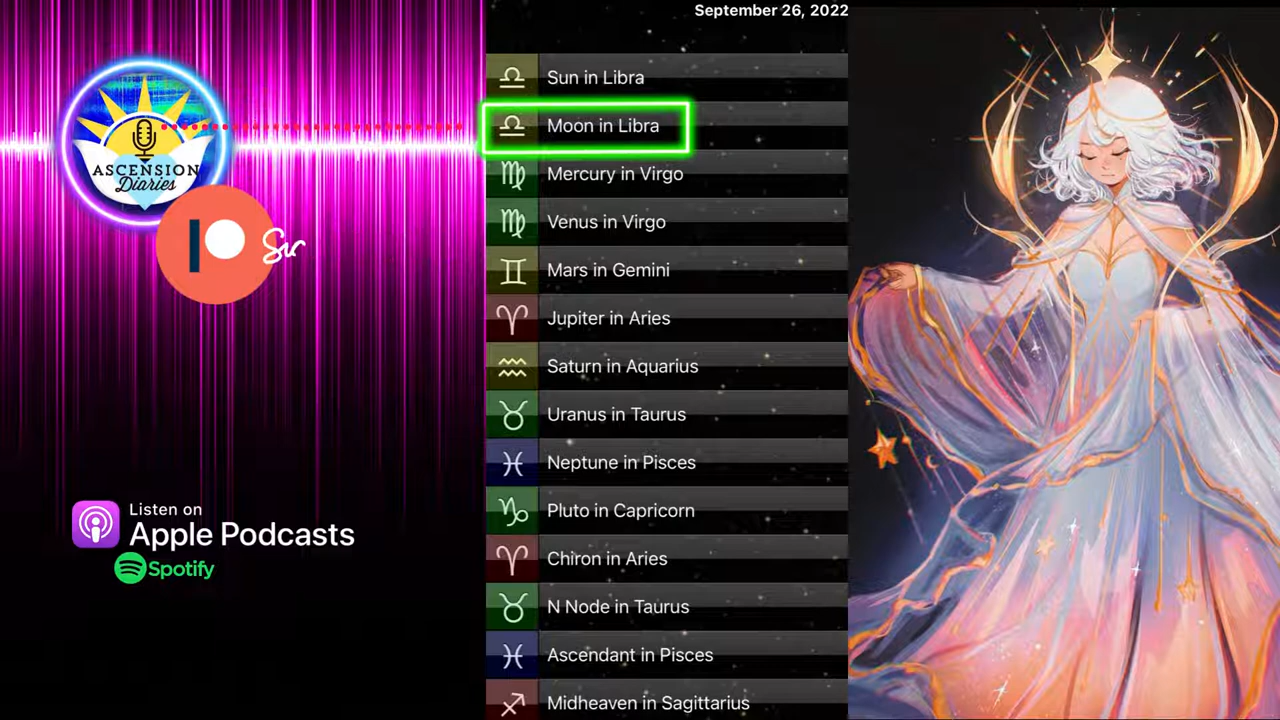 ASCENSION
Diaries
Listen on
Apple Podcasts
Spotify
September 26, 2022
Sun in Libra
Moon in Libra
Mercury in Virgo
Venus in Virgo
Mars in Gemini
Jupiter in Aries
Saturn in Aquarius
Uranus in Taurus
Neptune in Pisces
Pluto in Capricorn
Chiron in Aries
N Node in Taurus
Ascendant in Pisces
Midheaven in Sagittarius